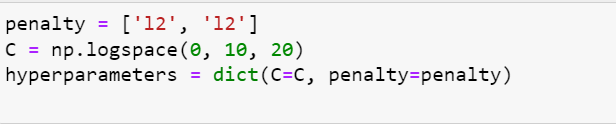 penalty = ['l2', 'l2']
C = np.logspace(0, 10, 20)
hyperparameters = dict(C=C, penalty=penalty)